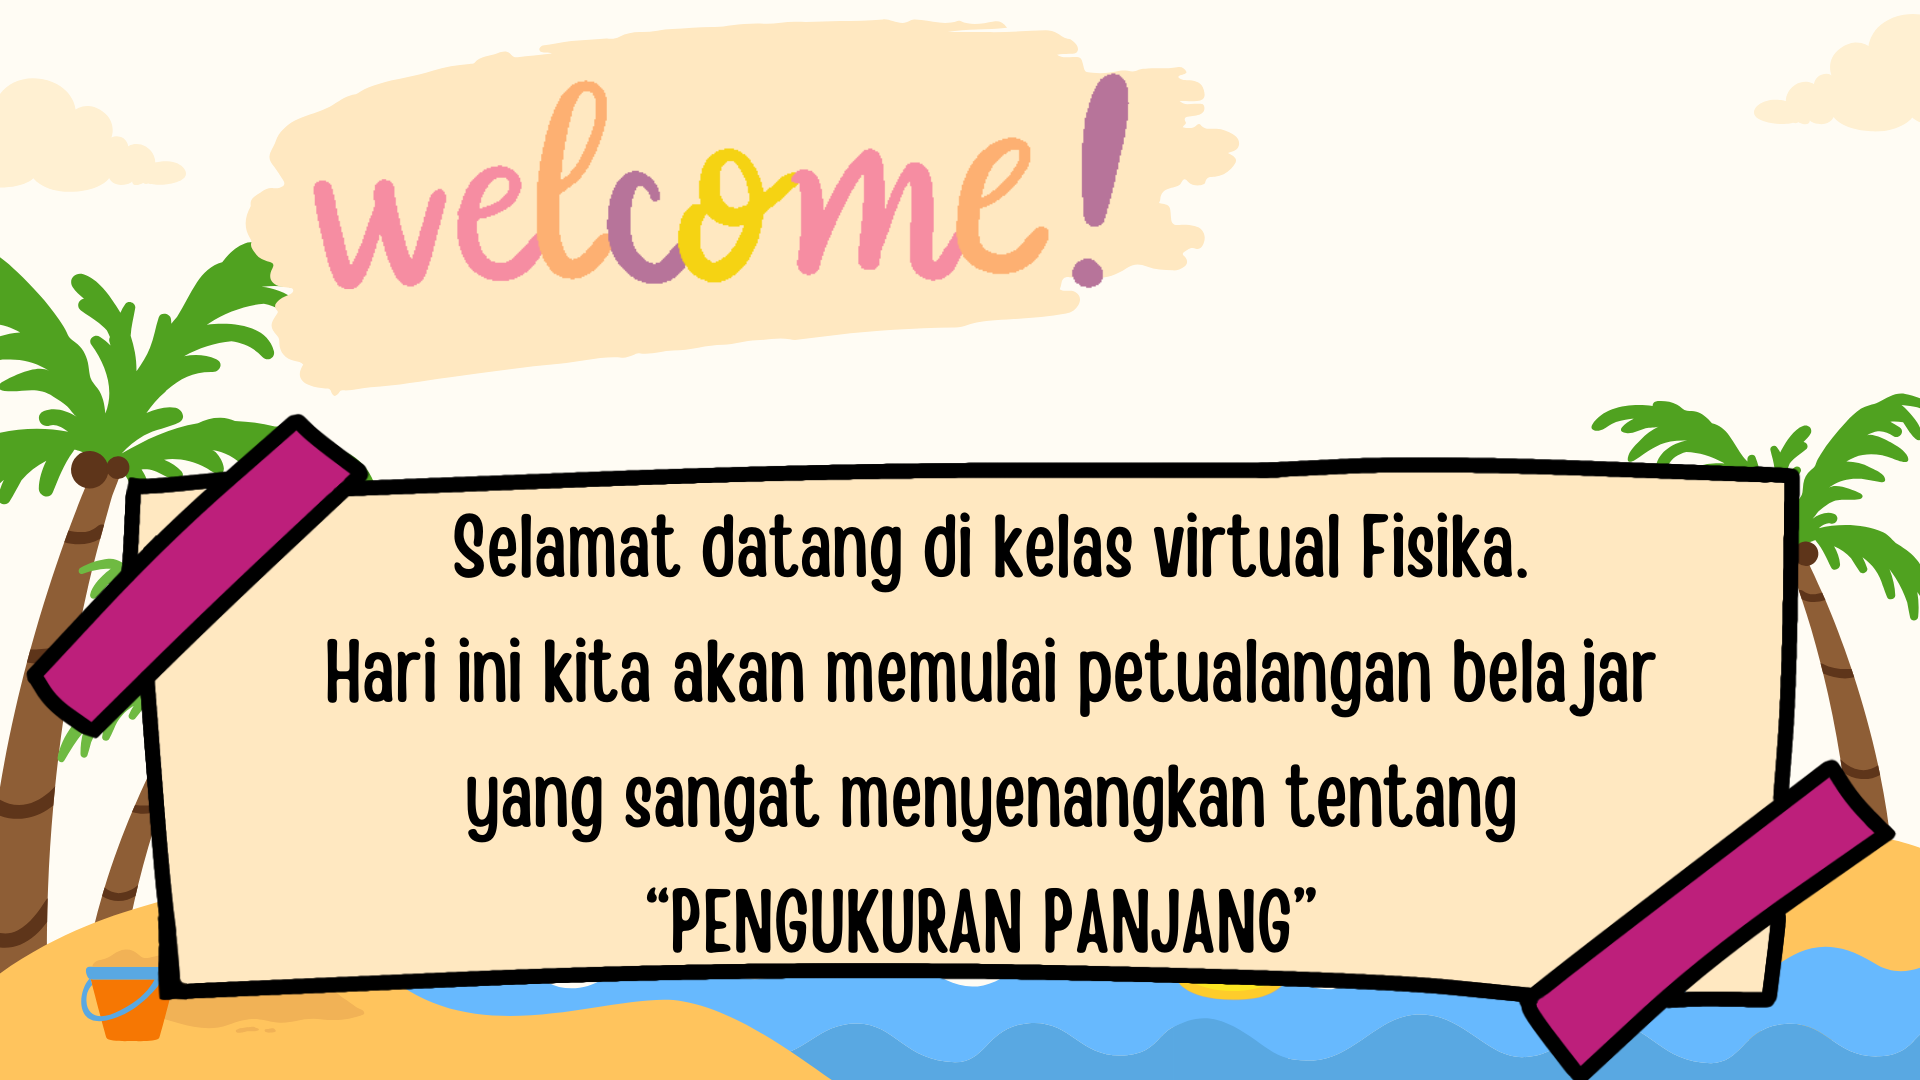 welcome!
Selamat datang di kelas virtual Fisika.
Hari ini kita akan memulai petualangan belajar
yang sangat menyenangkan tentang
“PENGUKURAN PANJANG”